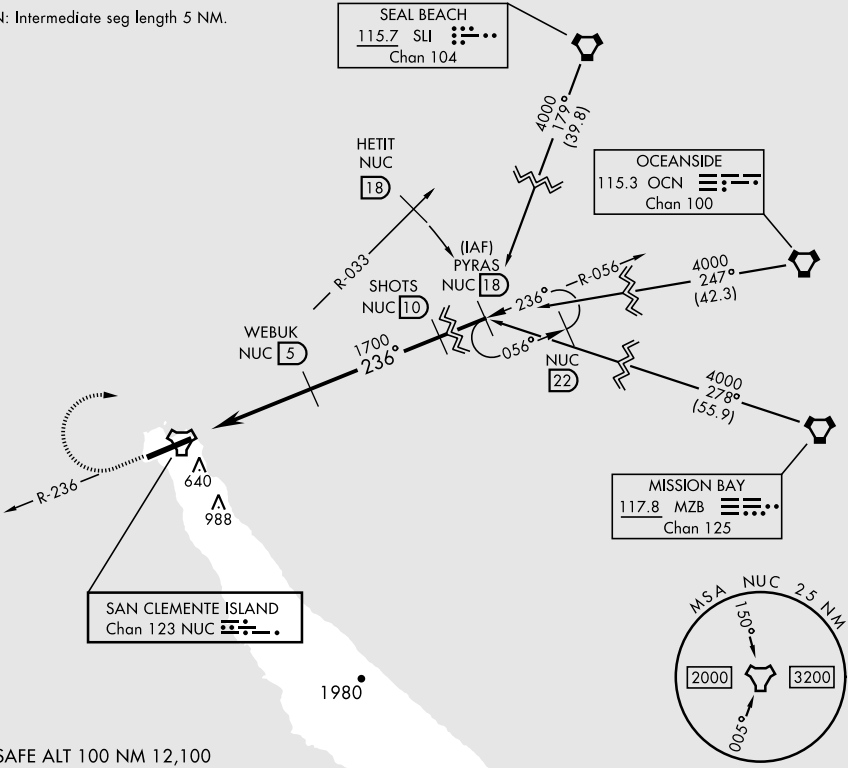 N: Intermediate seg length 5 NM.
SEAL BEACH
115.7 SLI
Chan 104
4000
179°
(39.8)
HETIT
NUC
18
OCEANSIDE
115.3 OCN
Chan 100
R-033
(IAF)
PYRAS
NUC 18
R-056
236°
4000
247°
(42.3)
SHOTS
NUC 10
WEBUK
NUC 5
1700
236°
056°
NUC
22
4000
278°
(55.9)
R-236
640
988
MISSION BAY
117.8 MZB
Chan 125
SAN CLEMENTE ISLAND
Chan 123 NUC
MSA NUC 25 NM
150°
2000
3200
005°
1980
SAFE ALT 100 NM 12,100